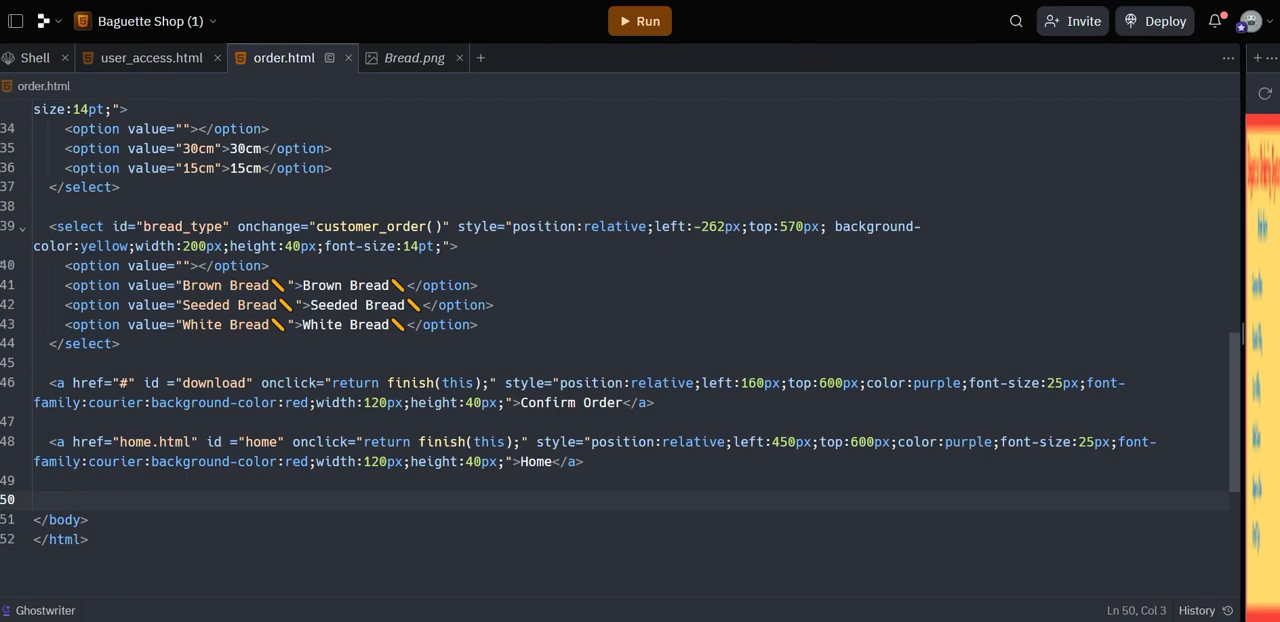 Baguette Shop (1)
Run
Invite
Deploy
Shell
user_access.html
order.html
Bread.png
order.html
size:14pt;">
34 <option value=""></option>
35 <option value="30cm">30cm</option>
36 <option value="15cm">15cm</option>
37 </select>
38
39 <select id="bread_type" onchange="customer_order()" style="position:relative;left:-262px;top:570px; background-
color:yellow;width:200px;height:40px;font-size:14pt;">
40 <option value=""></option>
41 <option value="Brown Bread🥖">Brown Bread🥖</option>
42 <option value="Seeded Bread🥖">Seeded Bread🥖</option>
43 <option value="White Bread🥖">White Bread🥖</option>
44 </select>
45
46 <a href="#" id ="download" onclick="return finish(this);" style="position:relative;left:160px;top:600px;color:purple;font-size:25px;font-
family:courier:background-color:red;width:120px;height:40px;">Confirm Order</a>
47
48 <a href="home.html" id ="home" onclick="return finish(this);" style="position:relative;left:450px;top:600px;color:purple;font-size:25px;font-
family:courier:background-color:red;width:120px;height:40px;">Home</a>
49
50
51 </body>
52 </html>
Ghostwriter
Ln 50, Col 3 History